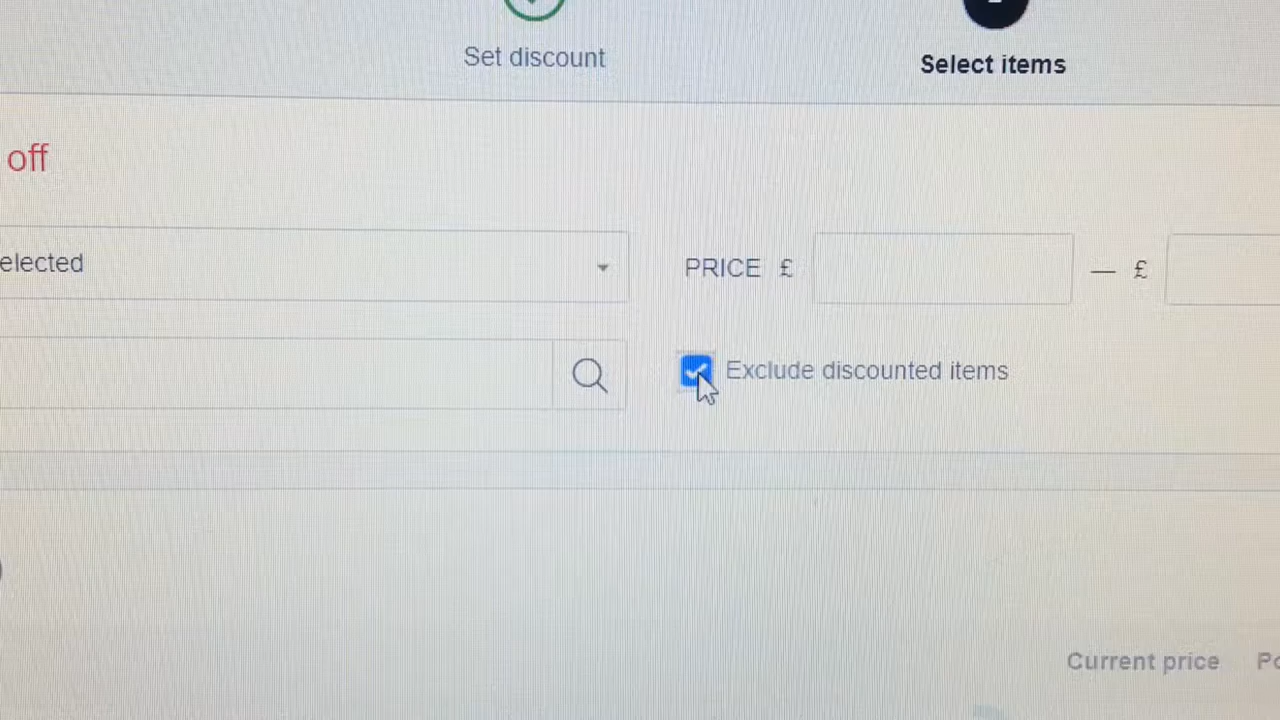 Set discount
Select items
off
elected
PRICE £
— £
Exclude discounted items
Current price